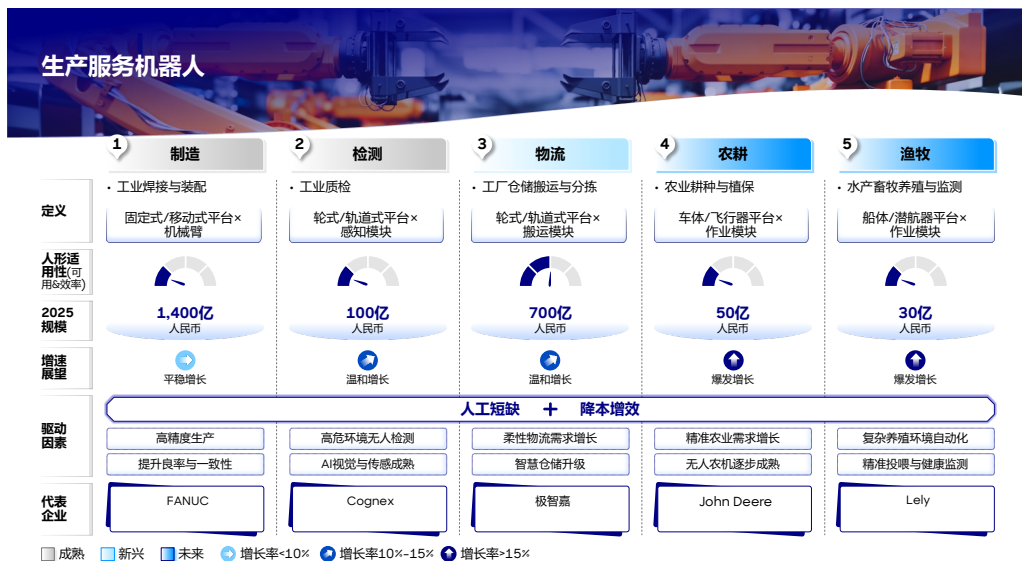 生产服务机器人
1 制造
2 检测
3 物流
4 农耕
5 渔牧
定义
· 工业焊接与装配
· 工业质检
· 工厂仓储搬运与分拣
· 农业耕种与植保
· 水产畜牧养殖与监测
固定式/移动式平台×
机械臂
轮式/轨道式平台×
感知模块
轮式/轨道式平台×
搬运模块
车体/飞行器平台×
作业模块
船体/潜航器平台×
作业模块
人形适
用性(可
用&效率)
2025
规模
1,400亿
人民币
100亿
人民币
700亿
人民币
50亿
人民币
30亿
人民币
增速
展望
平稳增长
温和增长
温和增长
爆发增长
爆发增长
驱动
因素
人工短缺 + 降本增效
高精度生产
高危环境无人检测
柔性物流需求增长
精准农业需求增长
复杂养殖环境自动化
提升良率与一致性
AI视觉与传感成熟
智慧仓储升级
无人农机逐步成熟
精准投喂与健康监测
代表
企业
FANUC
Cognex
极智嘉
John Deere
Lely
成熟 新兴 未来 增长率<10% 增长率10%-15% 增长率>15%